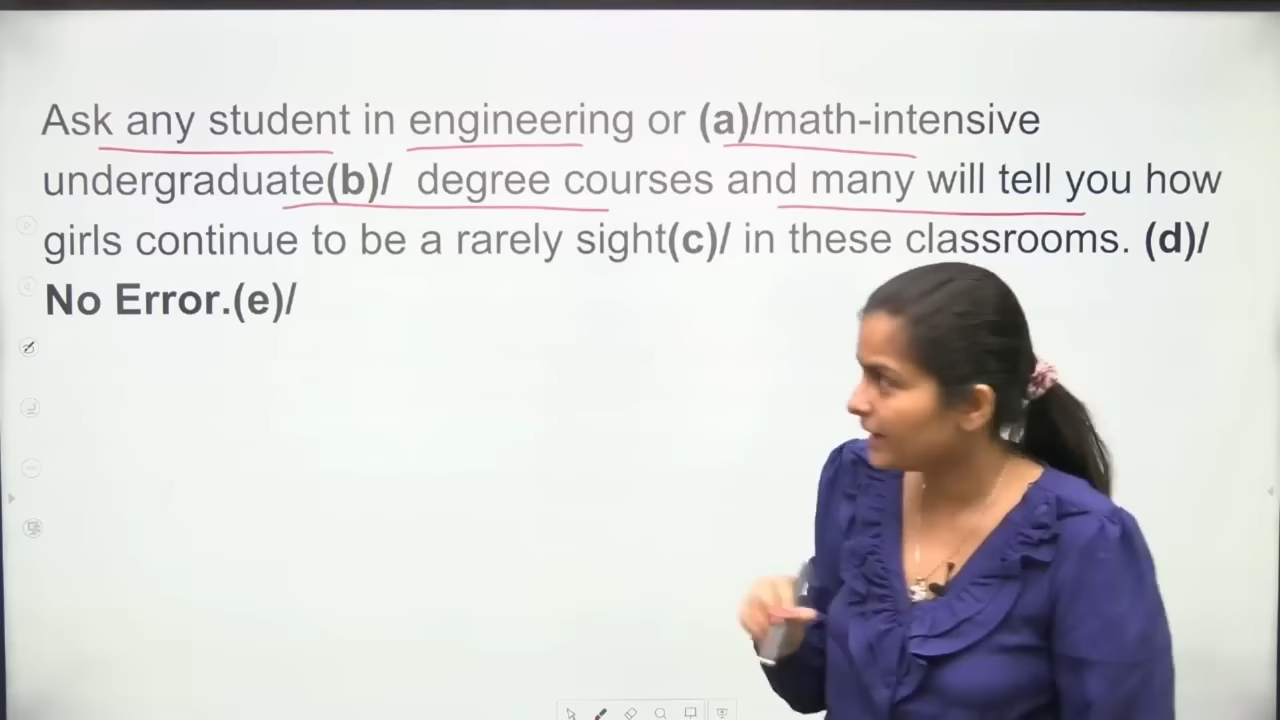 Ask any student in engineering or (a)/math-intensive
undergraduate(b)/ degree courses and many will tell you how
girls continue to be a rarely sight(c)/ in these classrooms. (d)/
No Error.(e)/